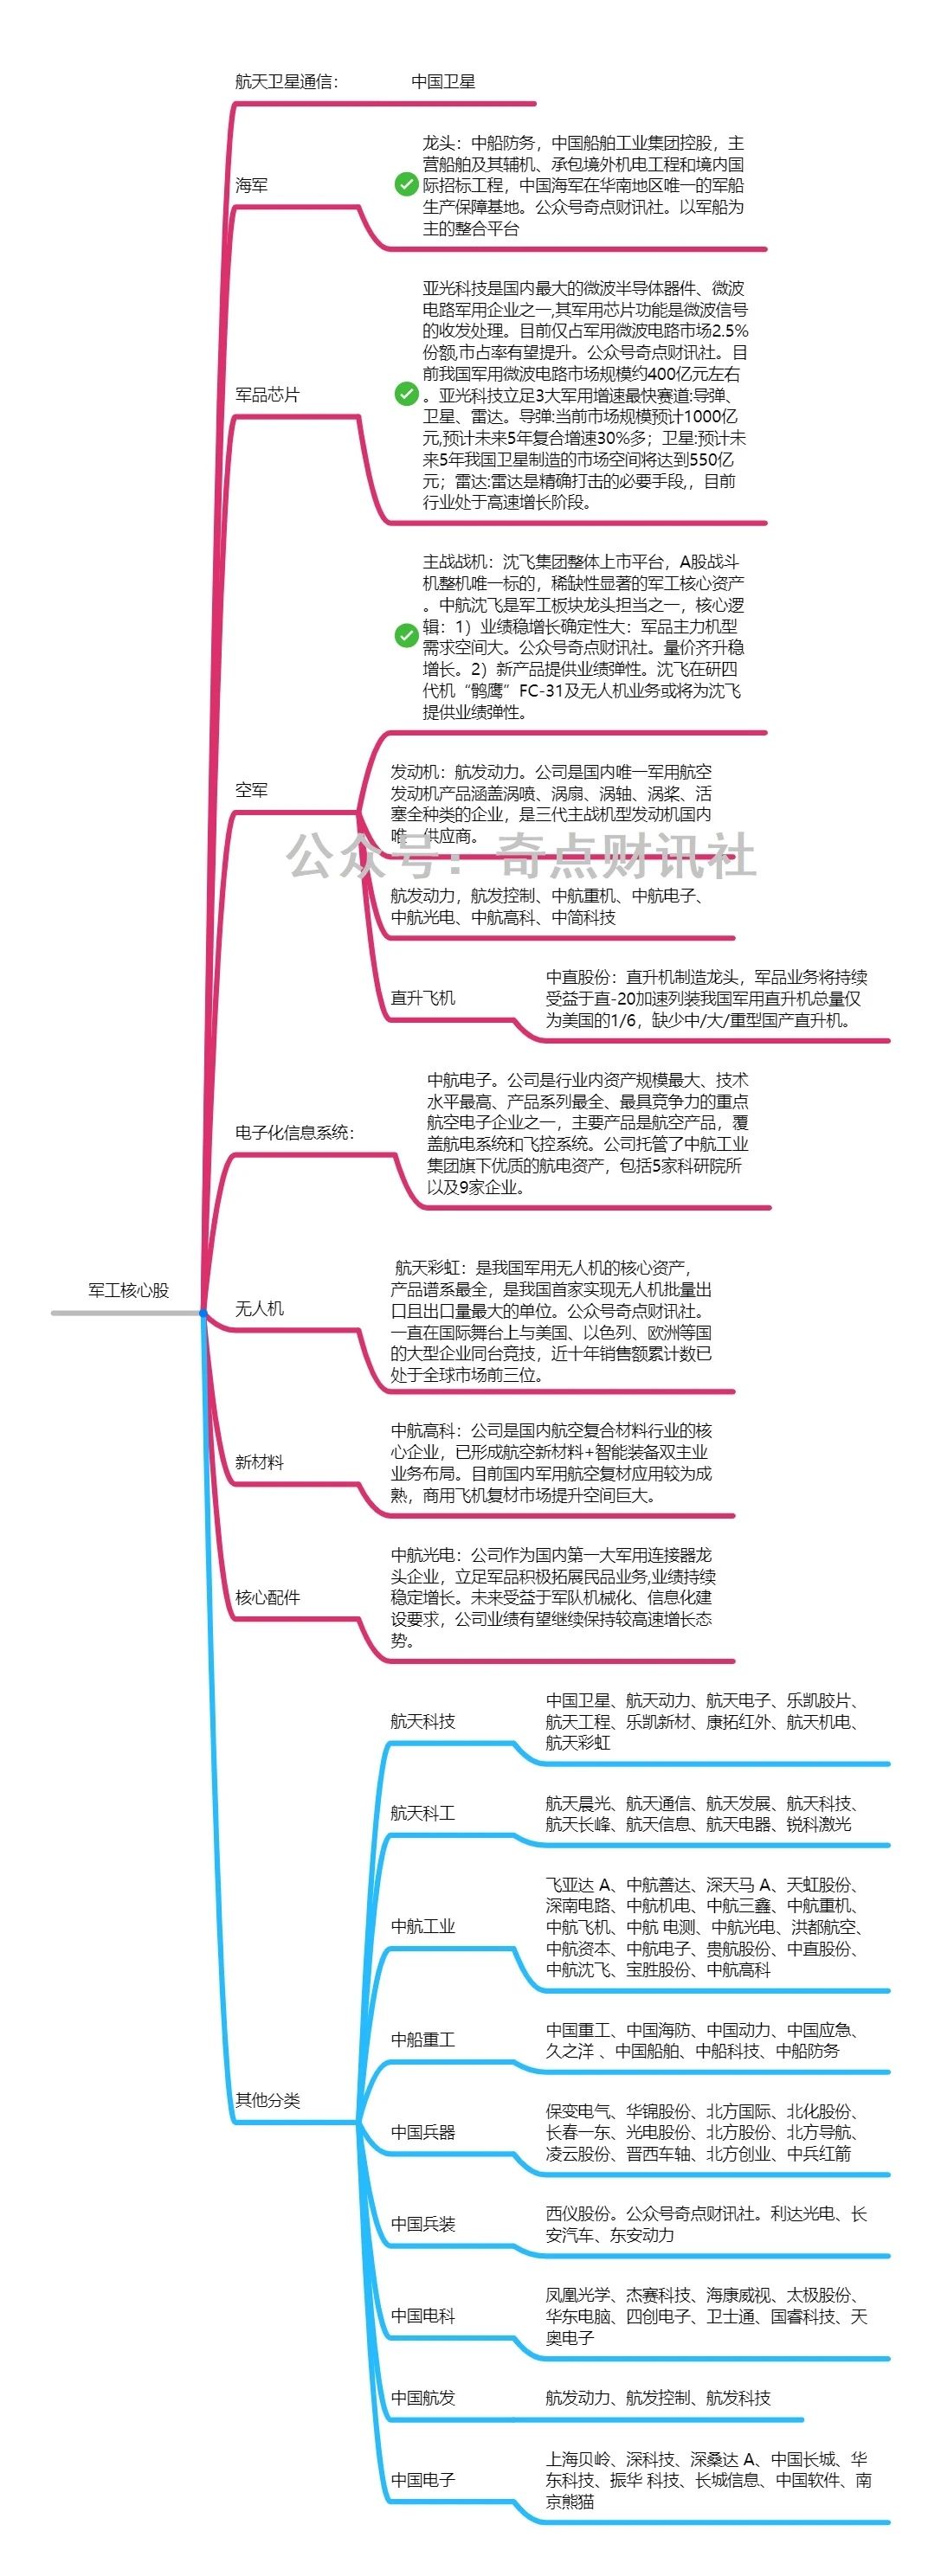 航天卫星通信：
中国卫星
海军
龙头：中船防务，中国船舶工业集团控股，主
营船舶及其辅机、承包境外机电工程和境内国
际招标工程，中国海军在华南地区唯一的军船
生产保障基地。公众号奇点财讯社。以军船为
主的整合平台
军品芯片
亚光科技是国内最大的微波半导体器件、微波
电路军用企业之一,其军用芯片功能是微波信号
的收发处理。目前仅占军用微波电路市场2.5%
份额,市占率有望提升。公众号奇点财讯社。目
前我国军用微波电路市场规模约400亿元左右
。亚光科技立足3大军用增速最快赛道:导弹、
卫星、雷达。导弹:当前市场规模预计1000亿
元,预计未来5年复合增速30%多；卫星:预计未
来5年我国卫星制造的市场空间将达到550亿
元；雷达:雷达是精确打击的必要手段,，目前
行业处于高速增长阶段。
空军
主战战机：沈飞集团整体上市平台，A股战斗
机整机唯一标的，稀缺性显著的军工核心资产
。中航沈飞是军工板块龙头担当之一，核心逻
辑：1）业绩稳增长确定性大：军品主力机型
需求空间大。公众号奇点财讯社。量价齐升稳
增长。2）新产品提供业绩弹性。沈飞在研四
代机“鹘鹰”FC-31及无人机业务或将为沈飞
提供业绩弹性。
发动机：航发动力。公司是国内唯一军用航空
发动机产品涵盖涡喷、涡扇、涡轴、涡桨、活
塞全种类的企业，是三代主战机型发动机国内
唯一供应商。
公众号：奇点财讯社
航发动力，航发控制、中航重机、中航电子、
中航光电、中航高科、中简科技
直升飞机
中直股份：直升机制造龙头，军品业务将持续
受益于直-20加速列装我国军用直升机总量仅
为美国的1/6，缺少中/大/重型国产直升机。
电子化信息系统：
中航电子。公司是行业内资产规模最大、技术
水平最高、产品系列最全、最具竞争力的重点
航空电子企业之一，主要产品是航空产品，覆
盖航电系统和飞控系统。公司托管了中航工业
集团旗下优质的航电资产，包括5家科研院所
以及9家企业。
军工核心股
无人机
航天彩虹：是我国军用无人机的核心资产，
产品谱系最全，是我国首家实现无人机批量出
口且出口量最大的单位。公众号奇点财讯社。
一直在国际舞台上与美国、以色列、欧洲等国
的大型企业同台竞技，近十年销售额累计数已
处于全球市场前三位。
新材料
中航高科：公司是国内航空复合材料行业的核
心企业，已形成航空新材料+智能装备双主业
业务布局。目前国内军用航空复材应用较为成
熟，商用飞机复材市场提升空间巨大。
核心配件
中航光电：公司作为国内第一大军用连接器龙
头企业，立足军品积极拓展民品业务,业绩持续
稳定增长。未来受益于军队机械化、信息化建
设要求，公司业绩有望继续保持较高速增长态
势。
其他分类
航天科技
中国卫星、航天动力、航天电子、乐凯胶片、
航天工程、乐凯新材、康拓红外、航天机电、
航天彩虹
航天科工
航天晨光、航天通信、航天发展、航天科技、
航天长峰、航天信息、航天电器、锐科激光
中航工业
飞亚达 A、中航善达、深天马 A、天虹股份、
深南电路、中航机电、中航三鑫、中航重机、
中航飞机、中航 电测、中航光电、洪都航空、
中航资本、中航电子、贵航股份、中直股份、
中航沈飞、宝胜股份、中航高科
中船重工
中国重工、中国海防、中国动力、中国应急、
久之洋 、中国船舶、中船科技、中船防务
中国兵器
保变电气、华锦股份、北方国际、北化股份、
长春一东、光电股份、北方股份、北方导航、
凌云股份、晋西车轴、北方创业、中兵红箭
中国兵装
西仪股份。公众号奇点财讯社。利达光电、长
安汽车、东安动力
中国电科
凤凰光学、杰赛科技、海康威视、太极股份、
华东电脑、四创电子、卫士通、国睿科技、天
奥电子
中国航发
航发动力、航发控制、航发科技
中国电子
上海贝岭、深科技、深桑达 A、中国长城、华
东科技、振华 科技、长城信息、中国软件、南
京熊猫